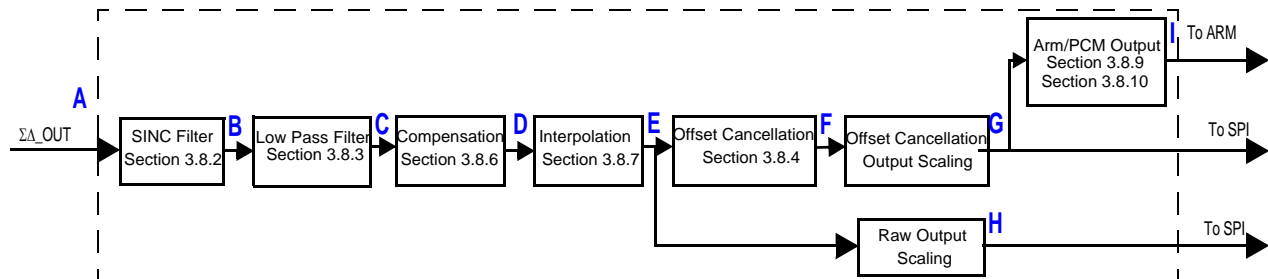 Arm/PCM Output
Section 3.8.9
Section 3.8.10
I
To ARM
A
ΣΔ_OUT
SINC Filter
Section 3.8.2
B
Low Pass Filter
Section 3.8.3
C
Compensation
Section 3.8.6
D
Interpolation
Section 3.8.7
E
Offset Cancellation
Section 3.8.4
F
Offset Cancellation
Output Scaling
G
To SPI
Raw Output
Scaling
H
To SPI